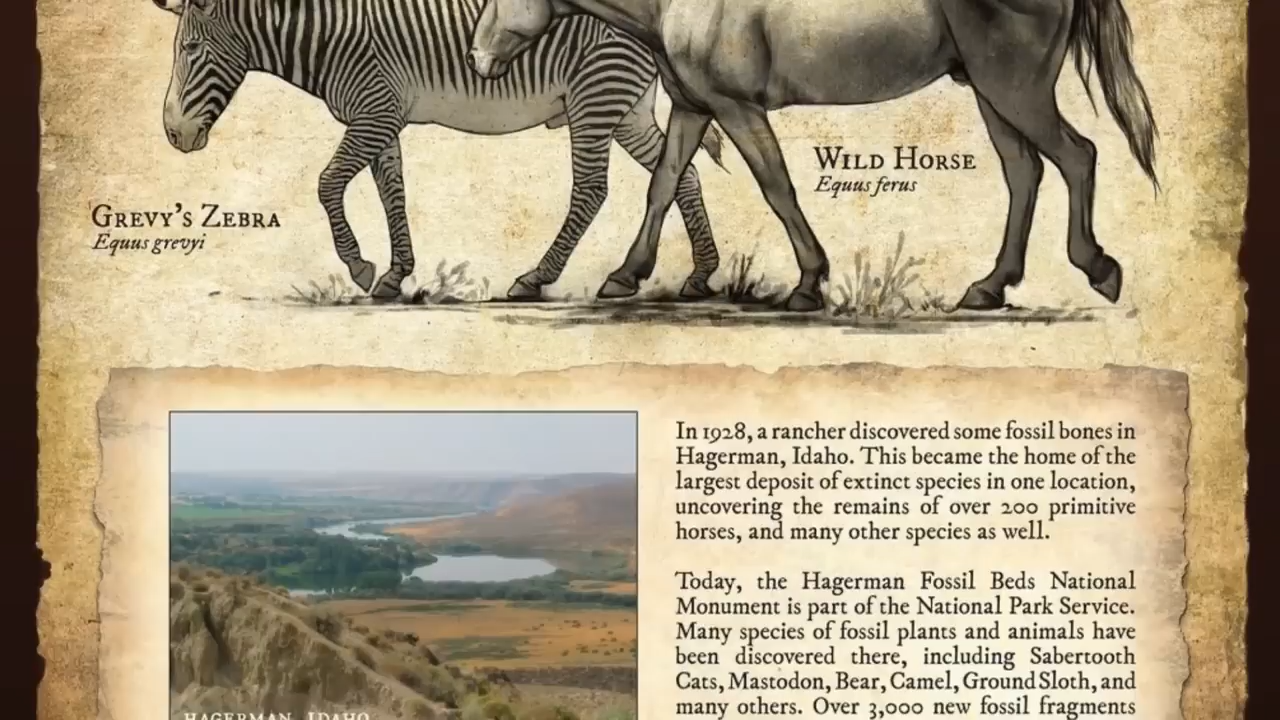 Wild Horse
Equus ferus
Grevy's Zebra
Equus grevyi
In 1928, a rancher discovered some fossil bones in
Hagerman, Idaho. This became the home of the
largest deposit of extinct species in one location,
uncovering the remains of over 200 primitive
horses, and many other species as well.
Today, the Hagerman Fossil Beds National
Monument is part of the National Park Service.
Many species of fossil plants and animals have
been discovered there, including Sabertooth
Cats, Mastodon, Bear, Camel, Ground Sloth, and
many others. Over 3,000 new fossil fragments
HAGERMAN, IDAHO